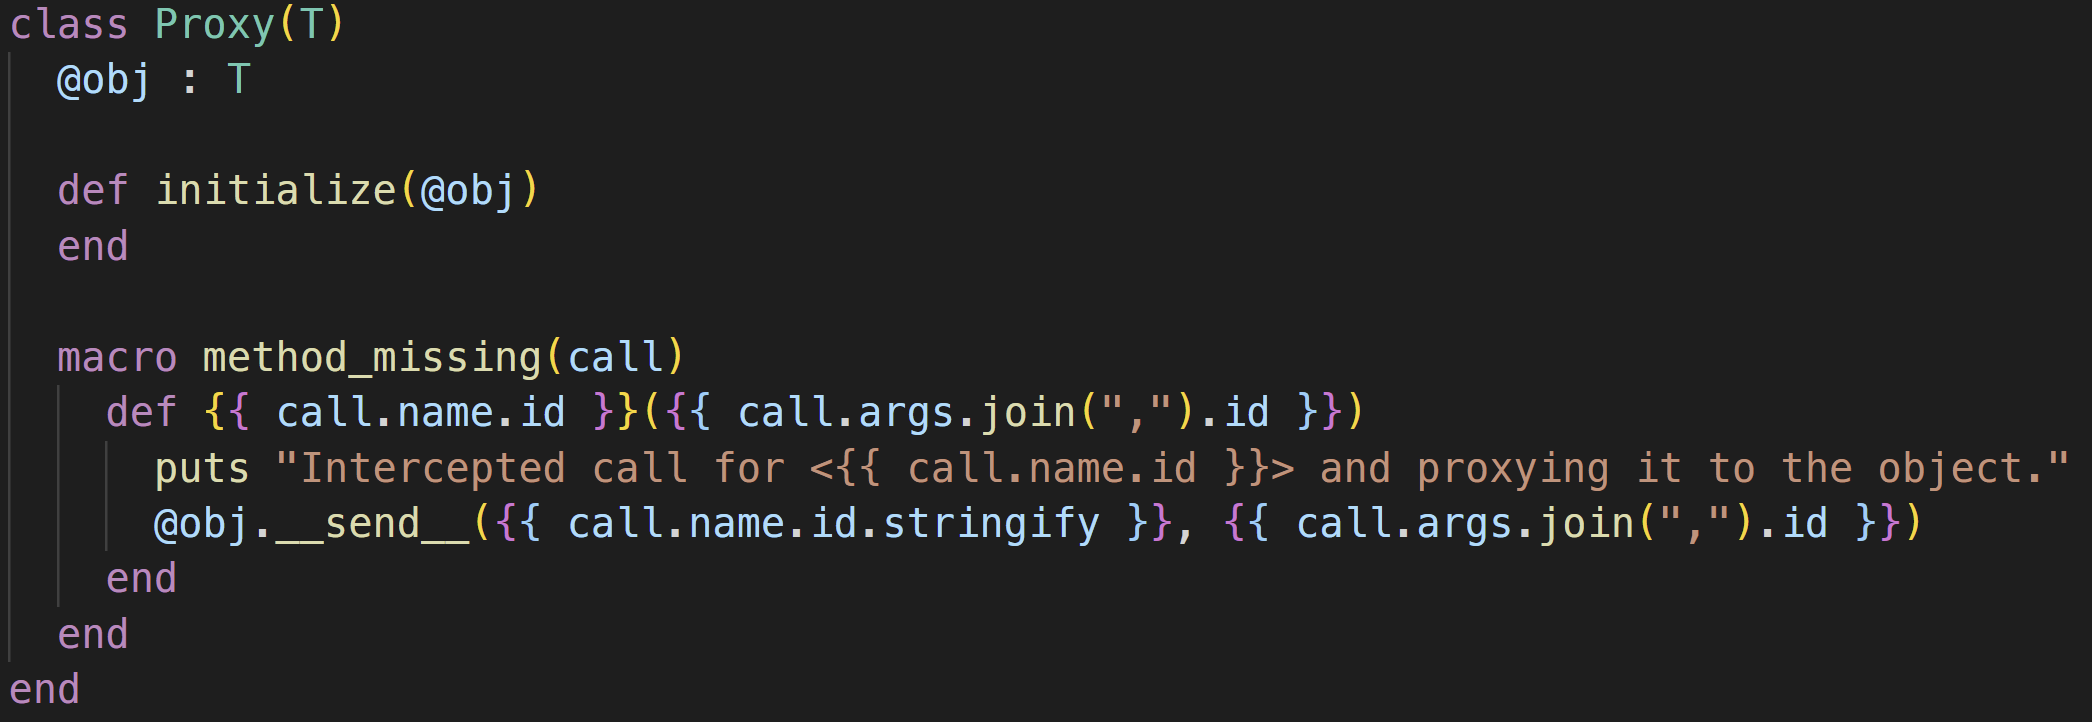 class Proxy(T)
  @obj : T

  def initialize(@obj)
  end

  macro method_missing(call)
    def {{ call.name.id }}({{ call.args.join(",").id }})
      puts "Intercepted call for <{{ call.name.id }}> and proxying it to the object."
      @obj.__send__({{ call.name.id.stringify }}, {{ call.args.join(",").id }})
    end
  end
end